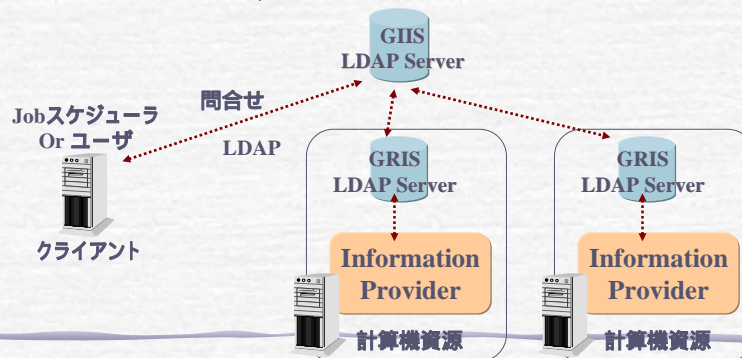 GIIS
LDAP Server
問合せ
Jobスケジューラ
Or ユーザ
LDAP
クライアント
GRIS
LDAP Server
Information
Provider
計算機資源
GRIS
LDAP Server
Information
Provider
計算機資源